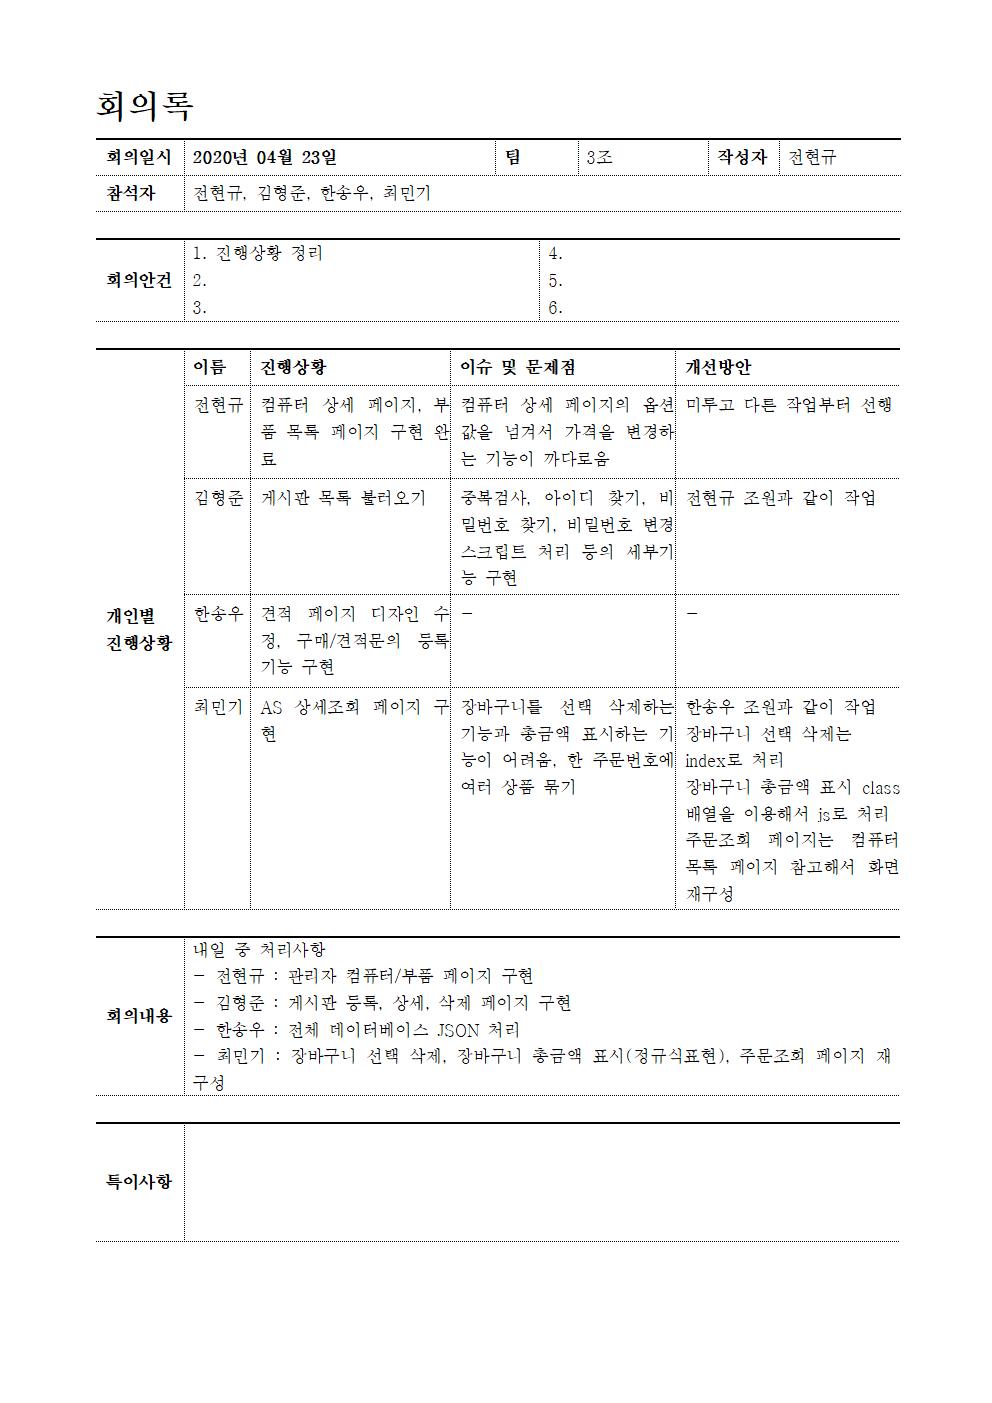 회의록
회의일시 2020년 04월 23일 팀 3조 작성자 전현규
참석자 전현규, 김형준, 한송우, 최민기
회의안건
1. 진행상황 정리
2.
3.
4.
5.
6.
개인별
진행상황
이름 진행상황 이슈 및 문제점 개선방안
전현규
컴퓨터 상세 페이지, 부
품 목록 페이지 구현 완
료
컴퓨터 상세 페이지의 옵션
값을 넘겨서 가격을 변경하
는 기능이 까다로움
미루고 다른 작업부터 선행
김형준
게시판 목록 불러오기
중복검사, 아이디 찾기, 비
밀번호 찾기, 비밀번호 변경
스크립트 처리 등의 세부기
능 구현
전현규 조원과 같이 작업
한송우
견적 페이지 디자인 수
정, 구매/견적문의 등록
기능 구현
-
-
최민기
AS 상세조회 페이지 구
현
장바구니를 선택 삭제하는
기능과 총금액 표시하는 기
능이 어려움, 한 주문번호에
여러 상품 묶기
한송우 조원과 같이 작업
장바구니 선택 삭제는
index로 처리
장바구니 총금액 표시 class
배열을 이용해서 js로 처리
주문조회 페이지는 컴퓨터
목록 페이지 참고해서 화면
재구성
회의내용
내일 중 처리사항
- 전현규 : 관리자 컴퓨터/부품 페이지 구현
- 김형준 : 게시판 등록, 상세, 삭제 페이지 구현
- 한송우 : 전체 데이터베이스 JSON 처리
- 최민기 : 장바구니 선택 삭제, 장바구니 총금액 표시(정규식표현), 주문조회 페이지 재
구성
특이사항